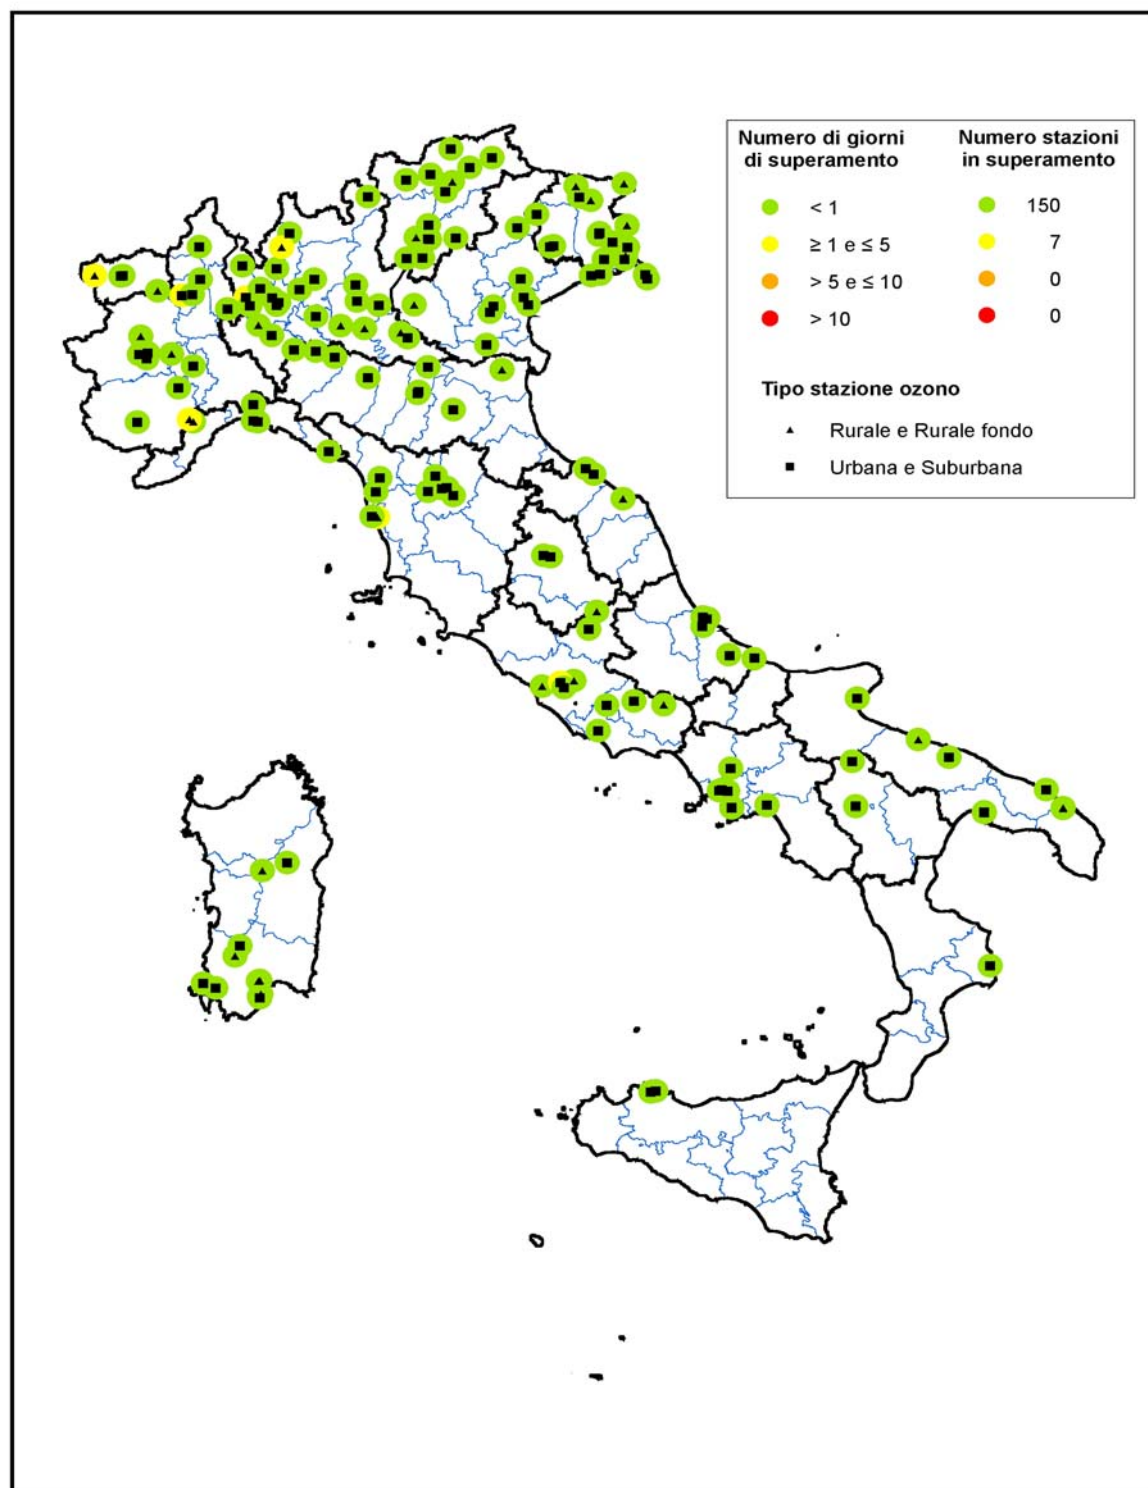 Numero di giorni
di superamento
Numero stazioni
in superamento
< 1 150
≥ 1 e ≤ 5 7
> 5 e ≤ 10 0
> 10 0
Tipo stazione ozono
Rurale e Rurale fondo
Urbana e Suburbana